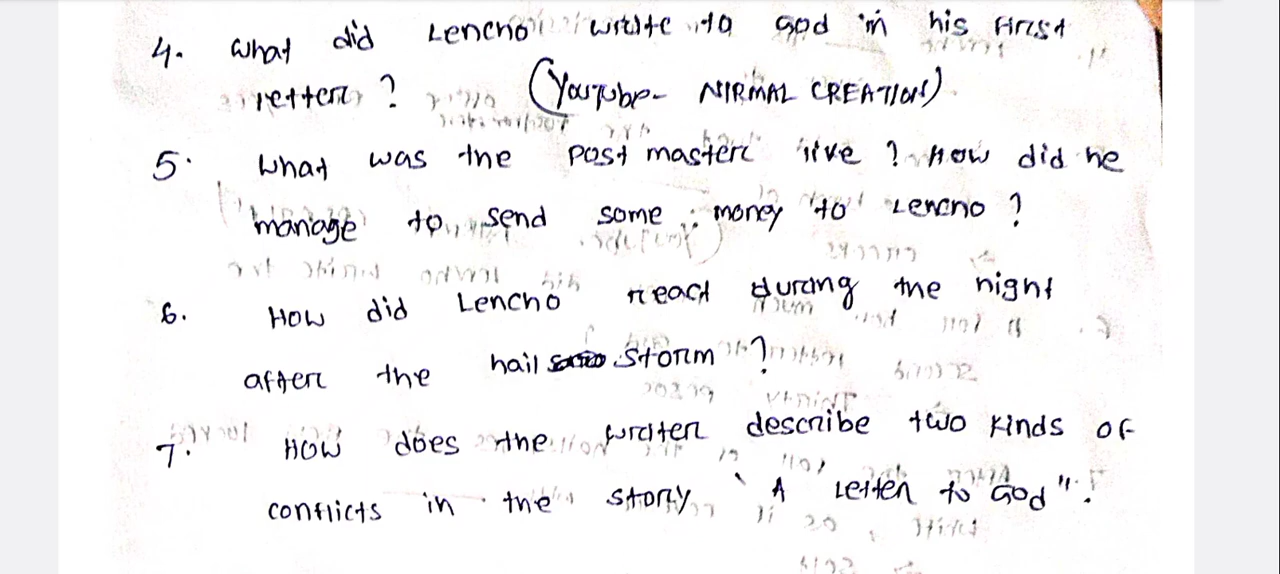 4. What did Lencho write to God in his First
retter ? (YouTube- NIRMAL CREATION)
5. What was the Post master like ? How did he
manage to send some money to Lencho ?
6. How did Lencho react during the night
after the hail storm ?
7. HOW does the writer describe two kinds of
conflicts in the story ' A Letter to God".